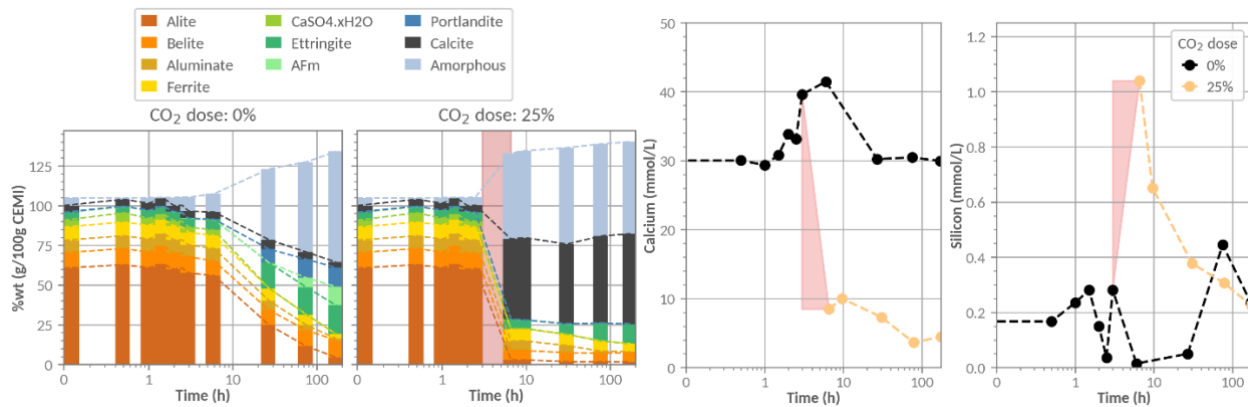 Alite
Belite
Aluminate
Ferrite
CaSO4.xH2O
Ettringite
AFm
Portlandite
Calcite
Amorphous
CO2 dose: 0%
CO2 dose: 25%
%wt (g/100g CEMI)
125
100
75
50
25
0
0 1 10 100
Time (h)
0 1 10 100
Time (h)
Calcium (mmol/L)
50
40
30
20
10
0
0 1 10 100
Time (h)
Silicon (mmol/L)
1.2
1.0
0.8
0.6
0.4
0.2
0.0
0 1 10 100
Time (h)
CO2 dose
0%
25%